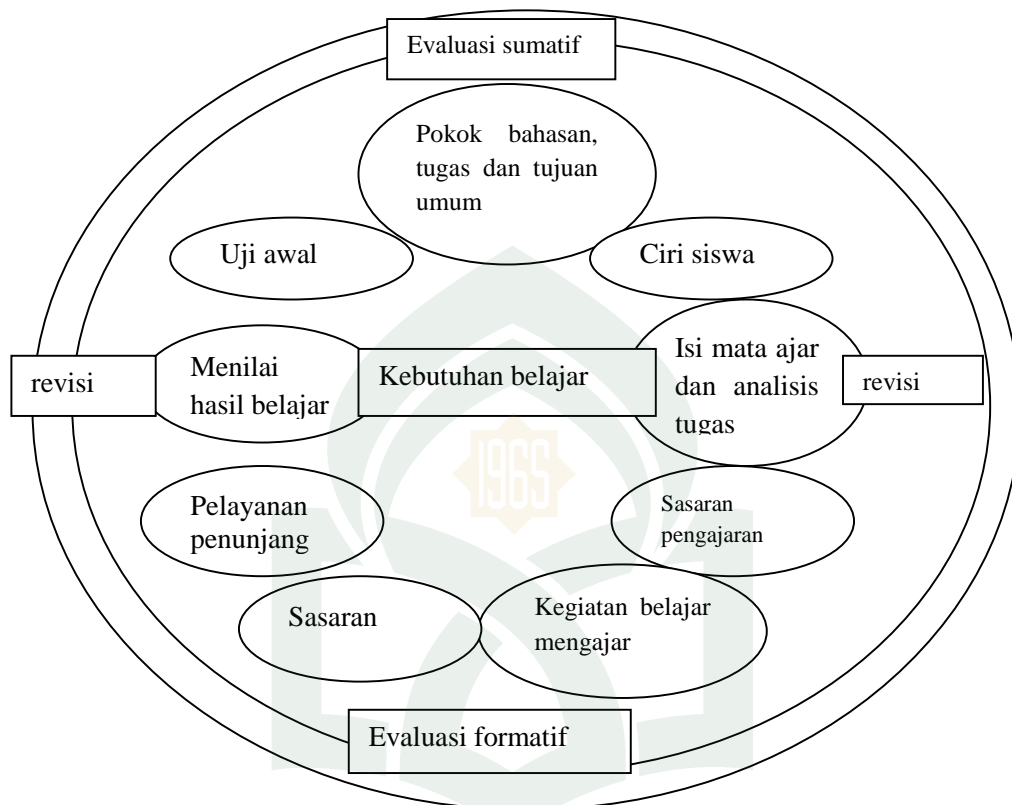 Evaluasi sumatif
Pokok bahasan,
tugas dan tujuan
umum
Uji awal
Ciri siswa
revisi
Menilai
hasil belajar
Kebutuhan belajar
Isi mata ajar
dan analisis
tugas
revisi
1965
Pelayanan
penunjang
Sasaran
pengajaran
Sasaran
Kegiatan belajar
mengajar
Evaluasi formatif